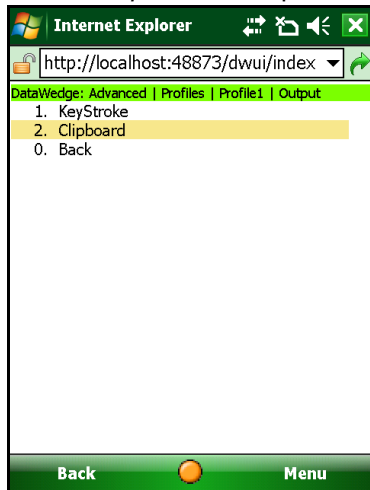 Internet Explorer
http://localhost:48873/dwui/index
DataWedge: Advanced | Profiles | Profile1 | Output
1. KeyStroke
2. Clipboard
0. Back
Back
Menu